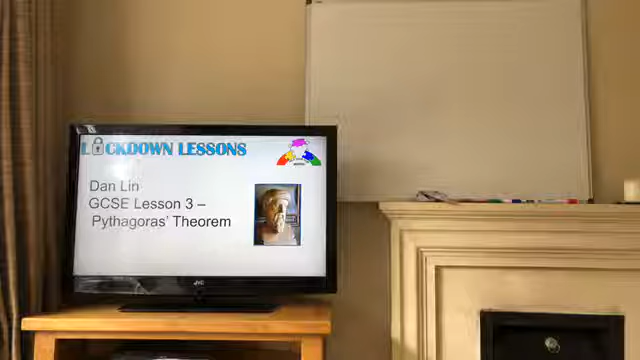 LOCKDOWN LESSONS
Dan Lin
GCSE Lesson 3 –
Pythagoras' Theorem
JVC